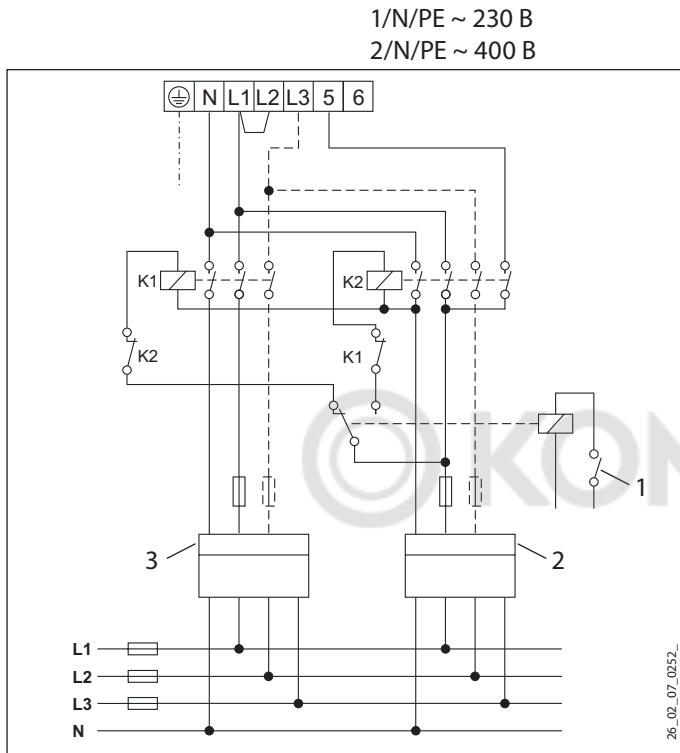 1/N/PE ~ 230 В
2/N/PE ~ 400 В
N L1 L2 L3 5 6
K1
K2
K2
K1
© KON
1
3
2
L1
L2
L3
N
26_02_07_0252_